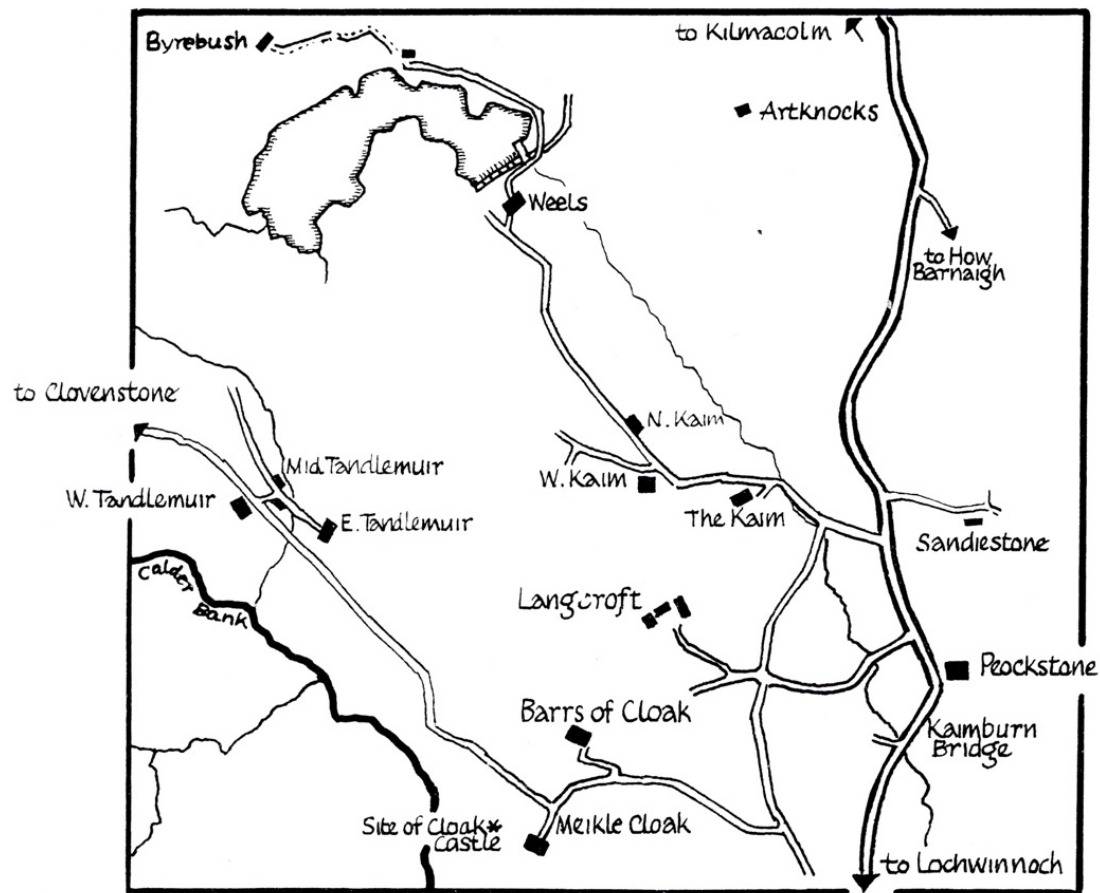 to Kilmacolm
Byrebush
Artknocks
Weels
to How
Barnaigh
to Clovenstone
N. Kaim
Mid. Tandlemuir
W. Kaim
W. Tandlemuir
The Kaim
E. Tandlemuir
Sandiestone
Calder
Bank
Langcroft
Peockstone
Barrs of Cloak
Kaimburn
Bridge
Site of Cloak*
Castle
Meikle Cloak
to Lochwinnoch